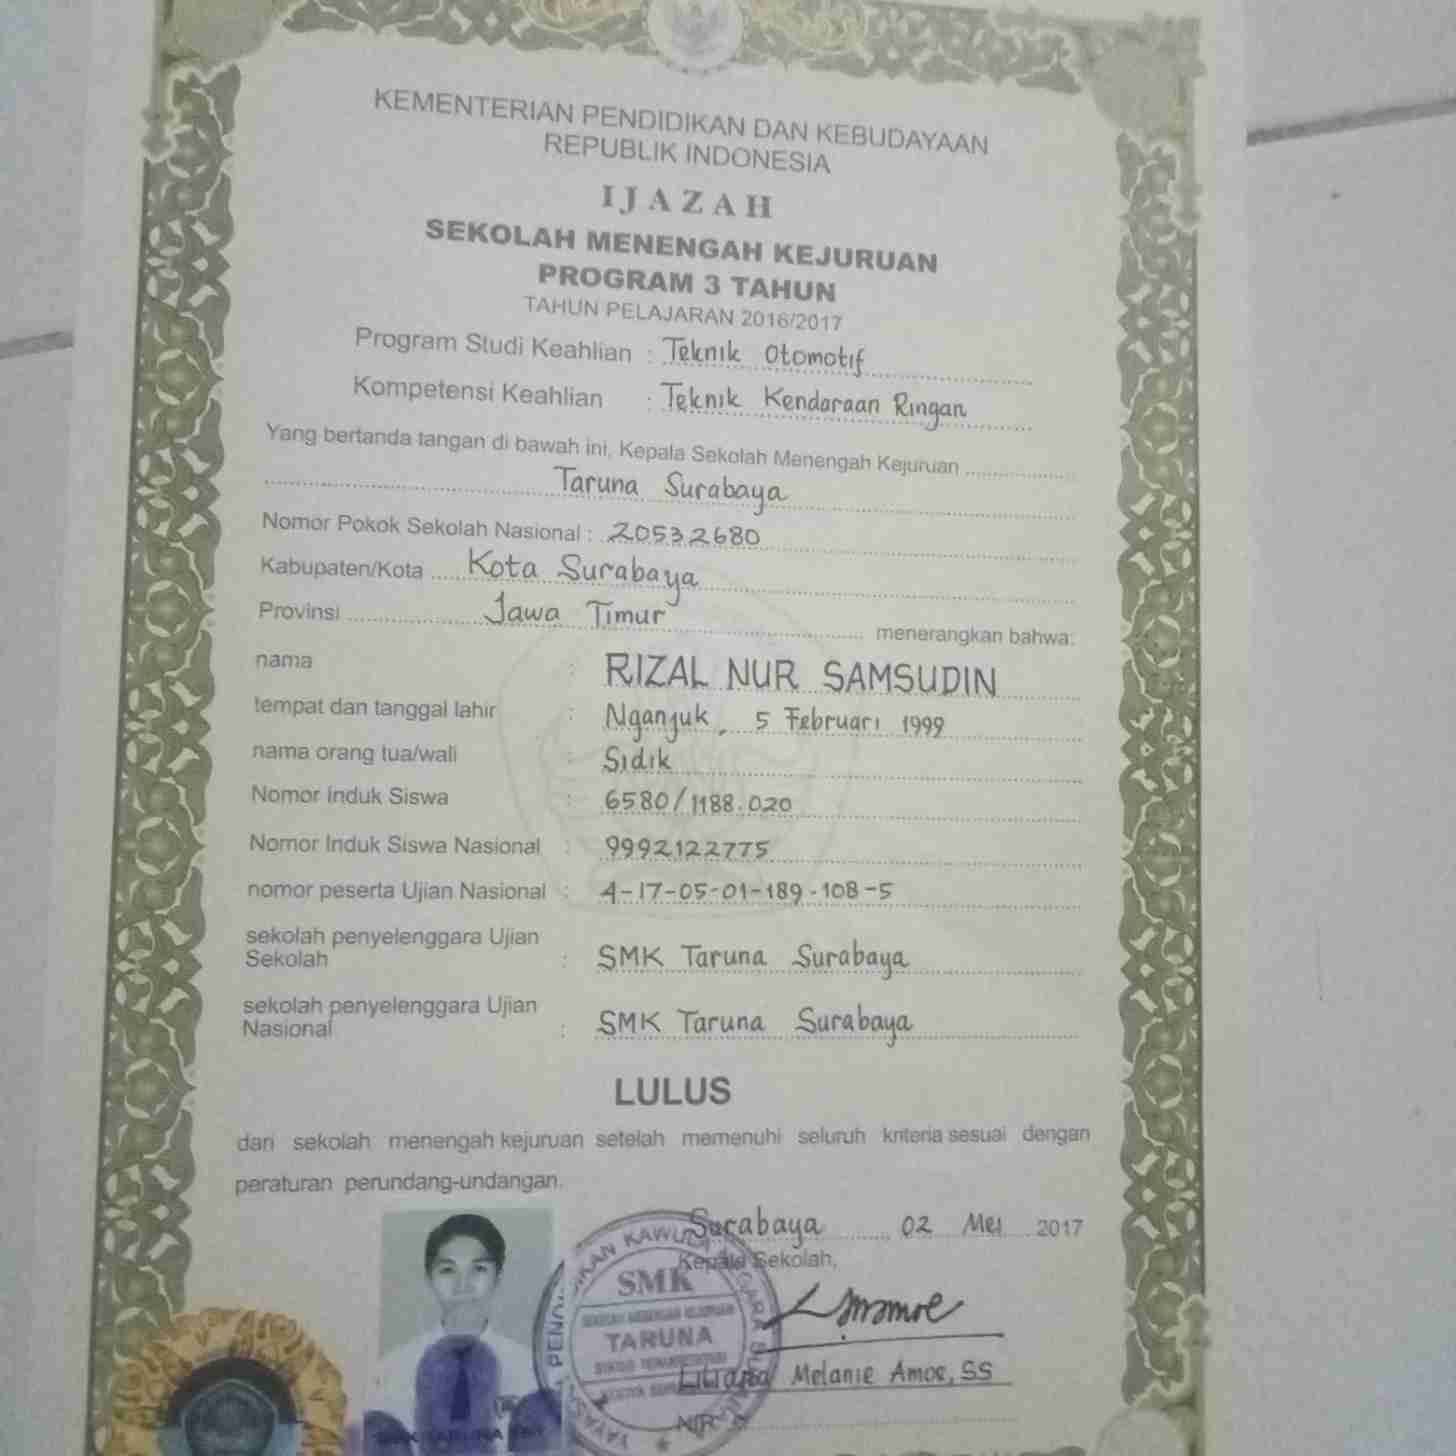 KEMENTERIAN PENDIDIKAN DAN KEBUDAYAAN
REPUBLIK INDONESIA
IJAZAH
SEKOLAH MENENGAH KEJURUAN
PROGRAM 3 TAHUN
TAHUN PELAJARAN 2016/2017
Program Studi Keahlian : Teknik Otomotif
Kompetensi Keahlian : Teknik Kendaraan Ringan
Yang bertanda tangan di bawah ini, Kepala Sekolah Menengah Kejuruan
Taruna Surabaya
Nomor Pokok Sekolah Nasional : 20532680
Kabupaten/Kota Kota Surabaya
Provinsi Jawa Timur menerangkan bahwa:
nama : RIZAL NUR SAMSUDIN
tempat dan tanggal lahir : Nganjuk, 5 Februari 1999
nama orang tua/wali : Sidik
Nomor Induk Siswa : 6580/1188.020
Nomor Induk Siswa Nasional : 9992122775
nomor peserta Ujian Nasional : 4-17-05-01-189-108-5
sekolah penyelenggara Ujian
Sekolah : SMK Taruna Surabaya
sekolah penyelenggara Ujian
Nasional : SMK Taruna Surabaya
LULUS
dari sekolah menengah kejuruan setelah memenuhi seluruh kriteria sesuai dengan
peraturan perundang-undangan.
Surabaya 02 Mei 2017
Kepala Sekolah,
SMK
TARUNA
Liliana Melanie Amoe, SS
NIP